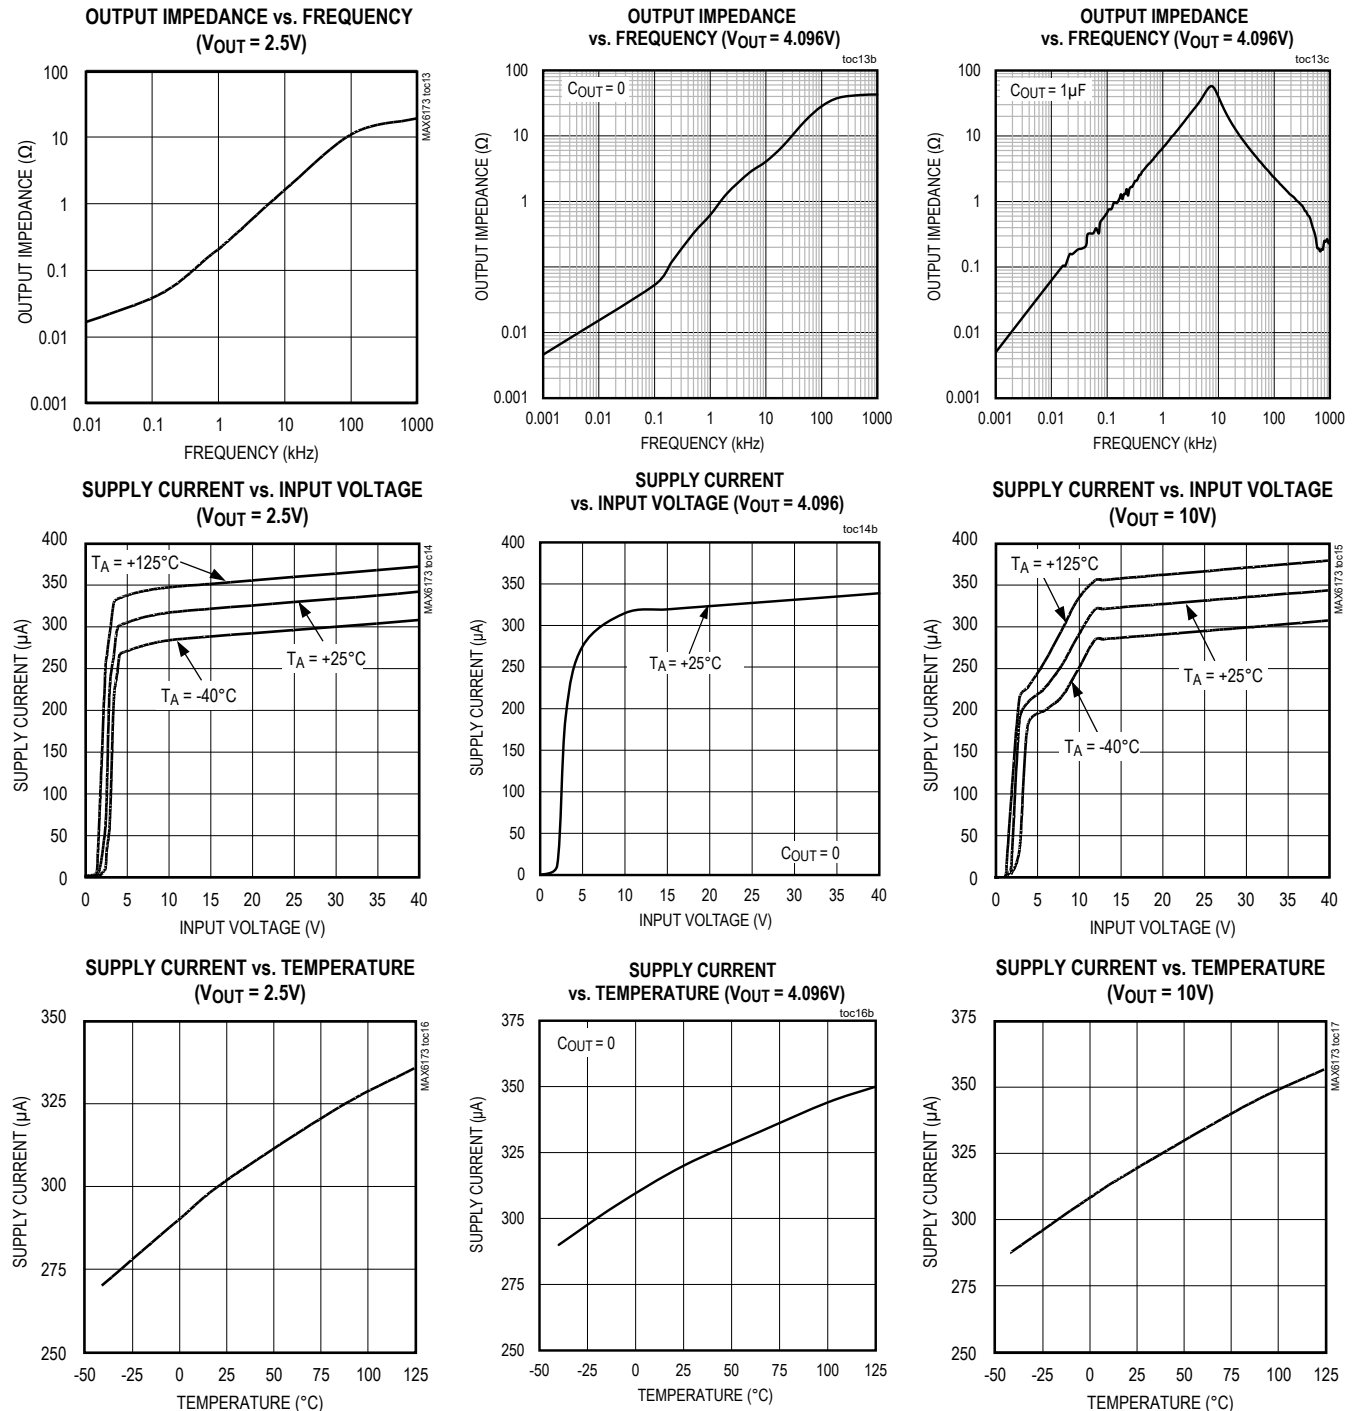 OUTPUT IMPEDANCE vs. FREQUENCY
(VOUT = 2.5V)
MAX6173 toc13
OUTPUT IMPEDANCE (Ω)
100
10
1
0.1
0.01
0.001
0.01 0.1 1 10 100 1000
FREQUENCY (kHz)
OUTPUT IMPEDANCE
vs. FREQUENCY (VOUT = 4.096V)
toc13b
COUT = 0
OUTPUT IMPEDANCE (Ω)
100
10
1
0.1
0.01
0.001
0.001 0.01 0.1 1 10 100 1000
FREQUENCY (kHz)
OUTPUT IMPEDANCE
vs. FREQUENCY (VOUT = 4.096V)
toc13c
COUT = 1µF
OUTPUT IMPEDANCE (Ω)
100
10
1
0.1
0.01
0.001
0.001 0.01 0.1 1 10 100 1000
FREQUENCY (kHz)
SUPPLY CURRENT vs. INPUT VOLTAGE
(VOUT = 2.5V)
MAX6173 toc14
SUPPLY CURRENT (µA)
400
350
300
250
200
150
100
50
0
TA = +125°C
TA = +25°C
TA = -40°C
0 5 10 15 20 25 30 35 40
INPUT VOLTAGE (V)
SUPPLY CURRENT
vs. INPUT VOLTAGE (VOUT = 4.096)
toc14b
SUPPLY CURRENT (µA)
400
350
300
250
200
150
100
50
0
TA = +25°C
COUT = 0
0 5 10 15 20 25 30 35 40
INPUT VOLTAGE (V)
SUPPLY CURRENT vs. INPUT VOLTAGE
(VOUT = 10V)
MAX6173 toc15
SUPPLY CURRENT (µA)
400
350
300
250
200
150
100
50
0
TA = +125°C
TA = +25°C
TA = -40°C
0 5 10 15 20 25 30 35 40
INPUT VOLTAGE (V)
SUPPLY CURRENT vs. TEMPERATURE
(VOUT = 2.5V)
MAX6173 toc16
SUPPLY CURRENT (µA)
350
325
300
275
250
-50 -25 0 25 50 75 100 125
TEMPERATURE (°C)
SUPPLY CURRENT
vs. TEMPERATURE (VOUT = 4.096V)
toc16b
COUT = 0
SUPPLY CURRENT (µA)
375
350
325
300
275
250
-50 -25 0 25 50 75 100 125
TEMPERATURE (°C)
SUPPLY CURRENT vs. TEMPERATURE
(VOUT = 10V)
MAX6173 toc17
SUPPLY CURRENT (µA)
375
350
325
300
275
250
-50 -25 0 25 50 75 100 125
TEMPERATURE (°C)